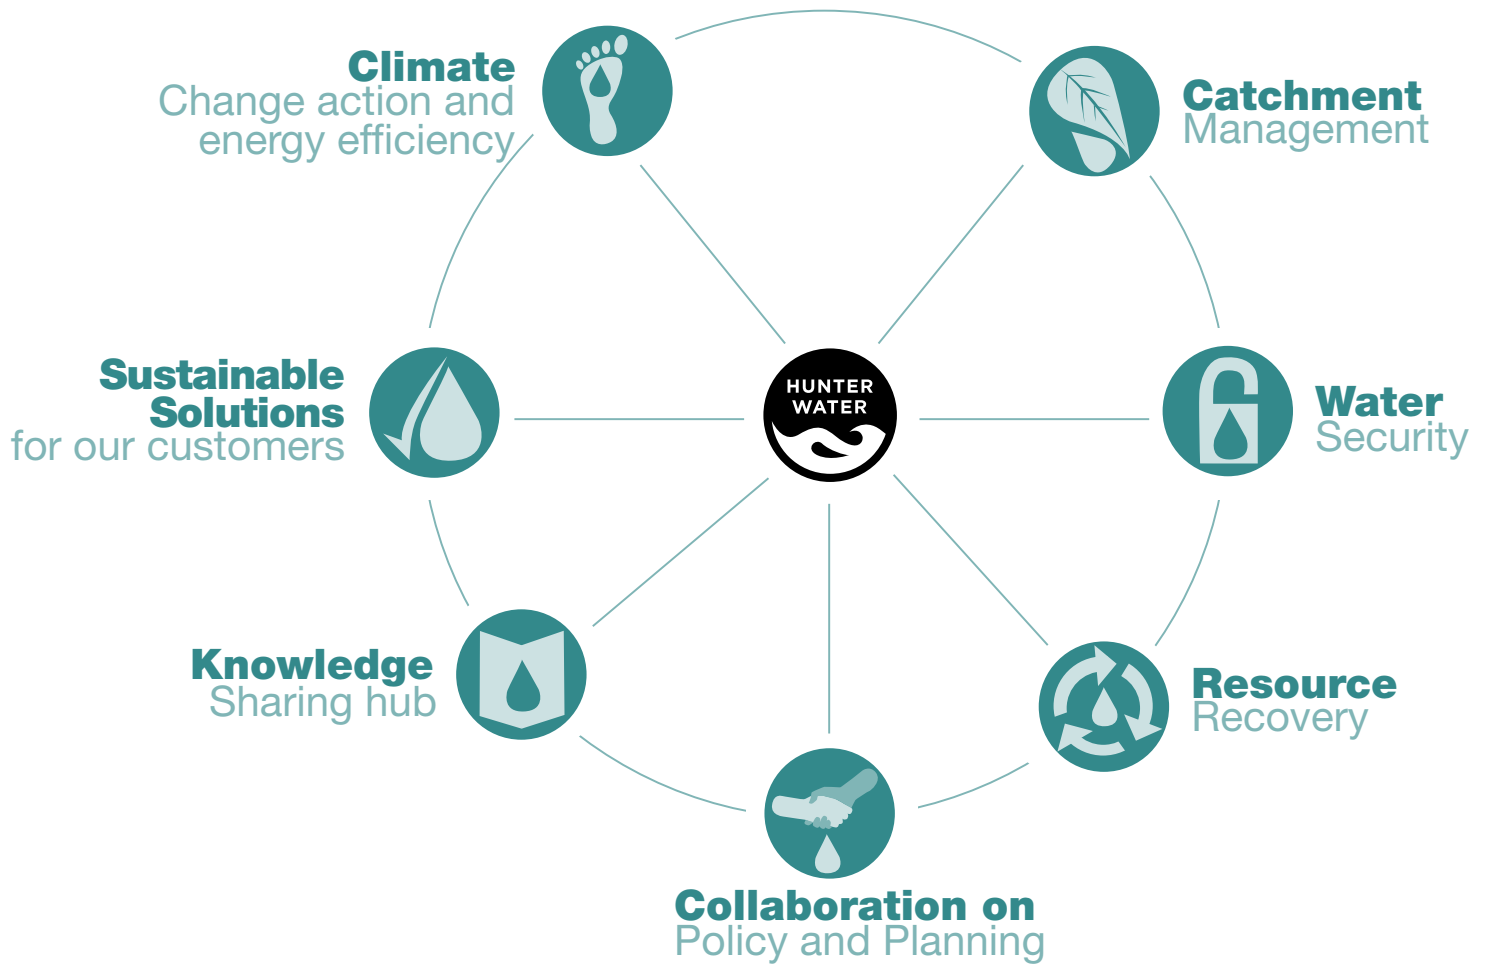 Climate
Change action and
energy efficiency
Catchment
Management
Sustainable
Solutions
for our customers
HUNTER
WATER
Water
Security
Knowledge
Sharing hub
Resource
Recovery
Collaboration on
Policy and Planning